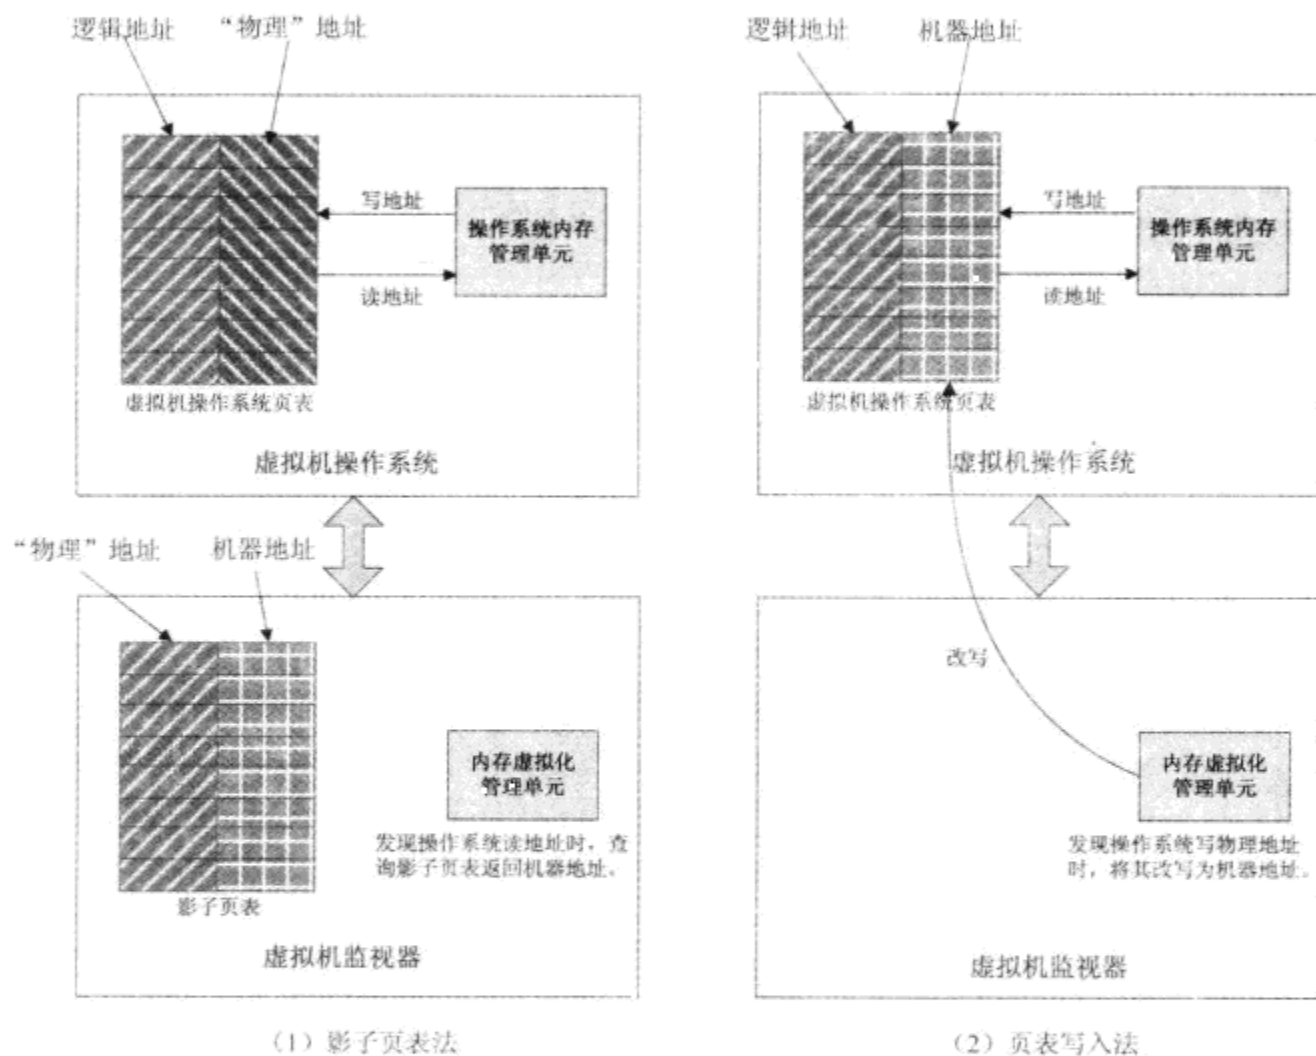 逻辑地址
“物理”地址
写地址
操作系统内存
管理单元
读地址
虚拟机操作系统页表
虚拟机操作系统
“物理”地址
机器地址
内存虚拟化
管理单元
发现操作系统读地址时，查
询影子页表返回机器地址。
影子页表
虚拟机监视器
（1）影子页表法
逻辑地址
机器地址
写地址
操作系统内存
管理单元
读地址
虚拟机操作系统页表
虚拟机操作系统
改写
内存虚拟化
管理单元
发现操作系统写物理地址
时，将其改写为机器地址。
虚拟机监视器
（2）页表写入法